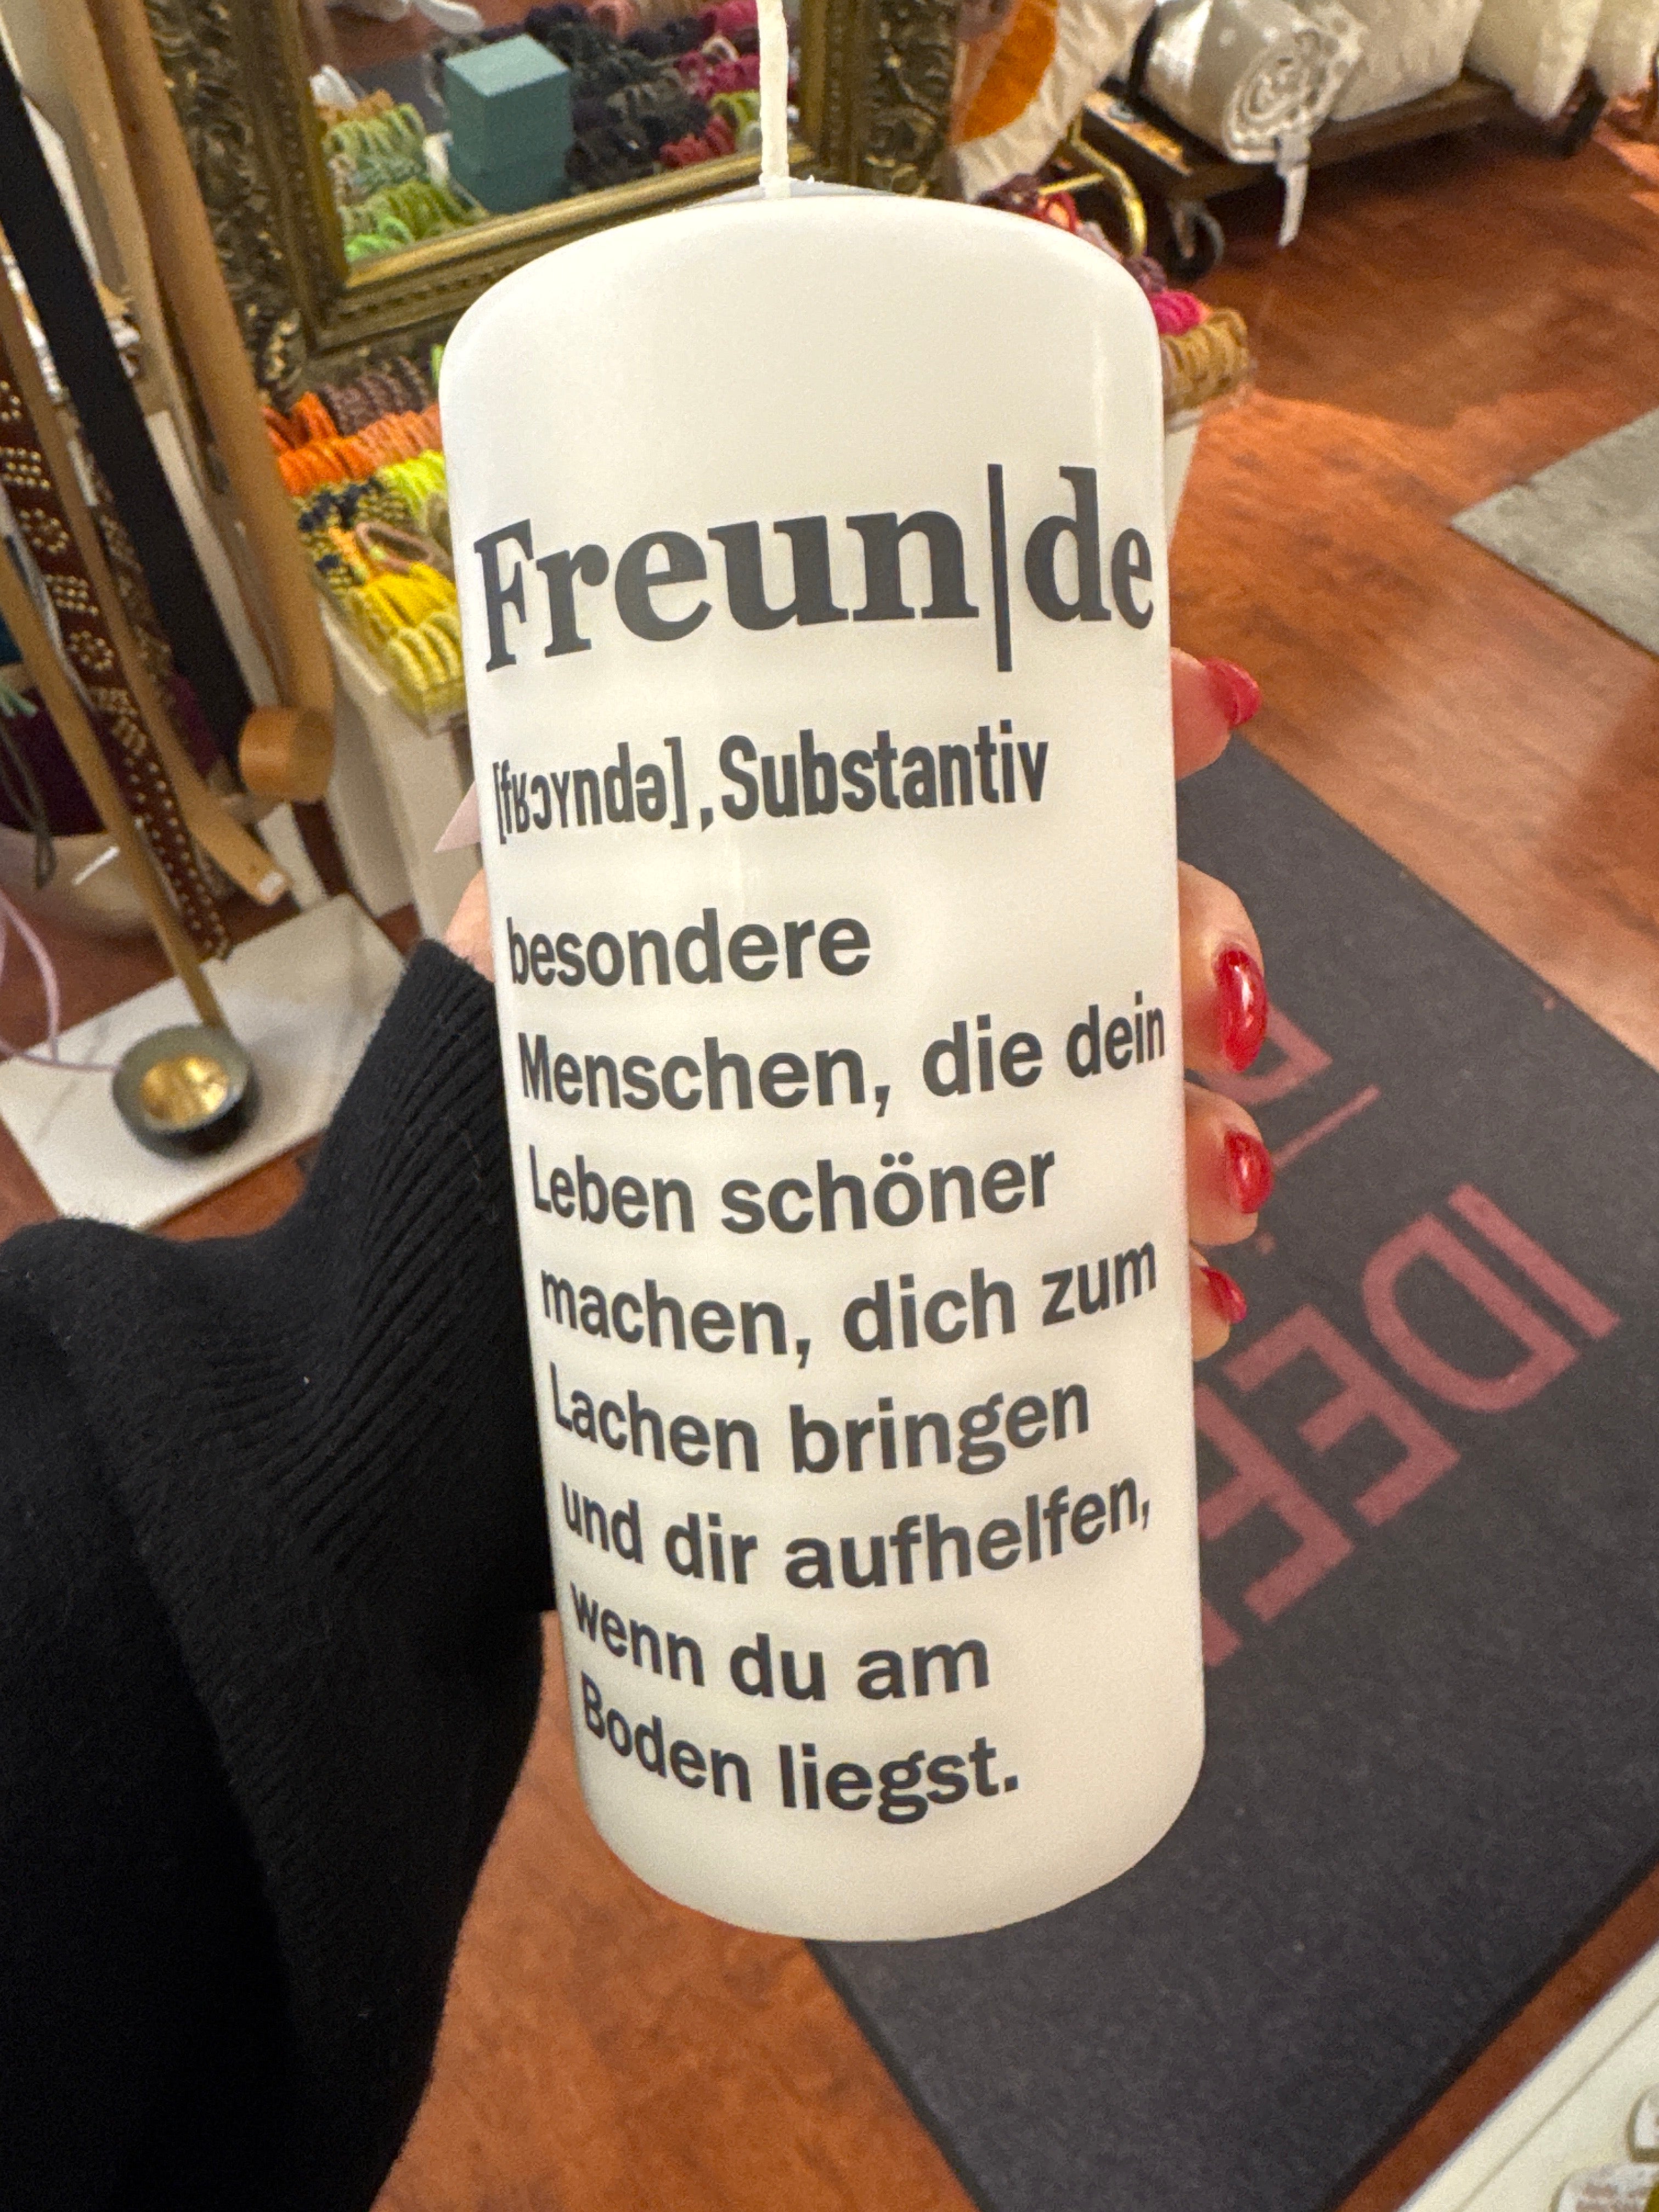 Freun|de
[fʁɔʏndə], Substantiv
besondere
Menschen, die dein
Leben schöner
machen, dich zum
Lachen bringen
und dir aufhelfen,
wenn du am
Boden liegst.